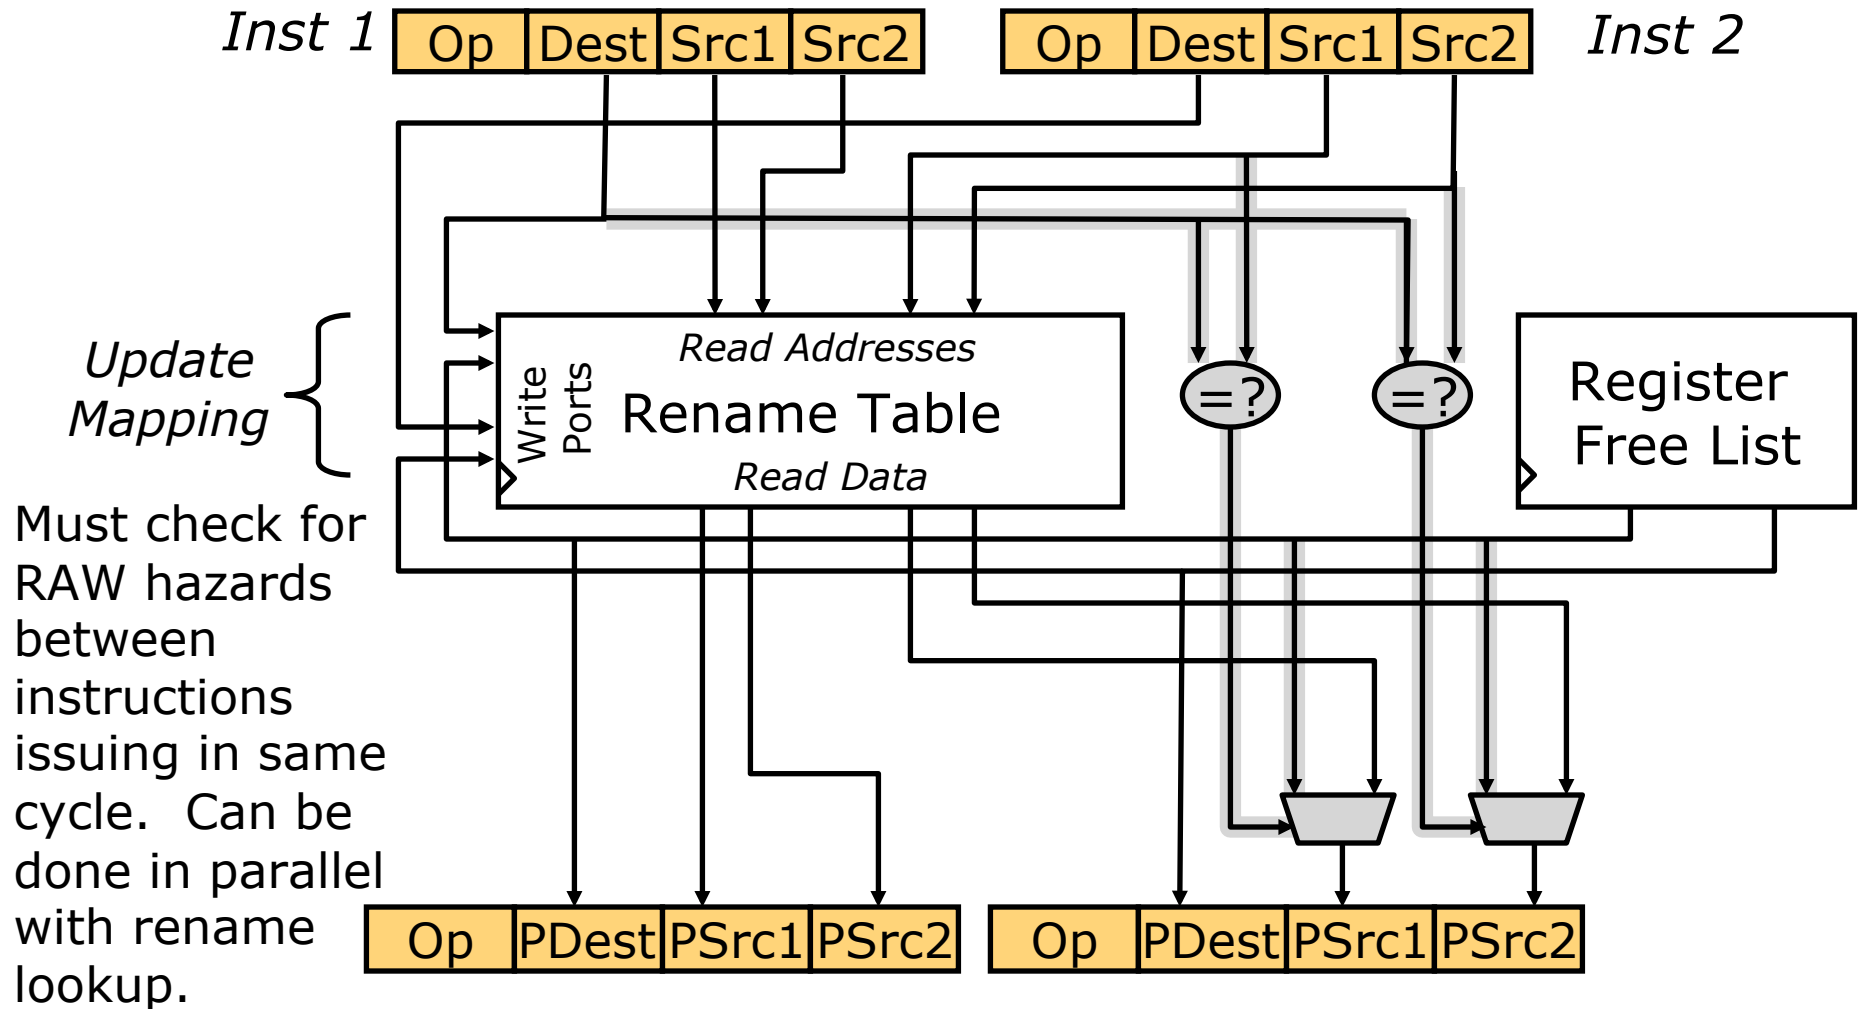 Inst 1
Op Dest Src1 Src2
Op Dest Src1 Src2
Inst 2
Update
Mapping
Write
Ports
Read Addresses
Rename Table
Read Data
=?
=?
Register
Free List
Must check for
RAW hazards
between
instructions
issuing in same
cycle. Can be
done in parallel
with rename
lookup.
Op PDest PSrc1 PSrc2
Op PDest PSrc1 PSrc2